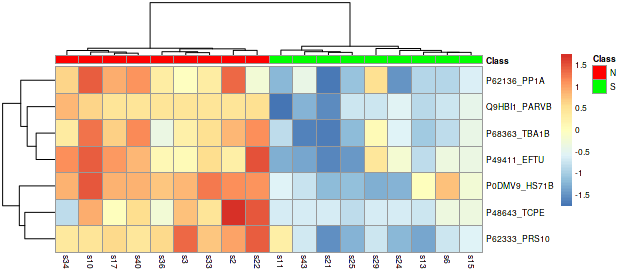 Class
P62136_PP1A
Q9HBI1_PARVB
P68363_TBA1B
P49411_EFTU
P0DMV9_HS71B
P48643_TCPE
P62333_PRS10
s34 s10 s17 s40 s36 s3 s33 s2 s22 s11 s43 s21 s25 s29 s24 s13 s6 s15
1.5
1
0.5
0
-0.5
-1
-1.5
Class
N
S